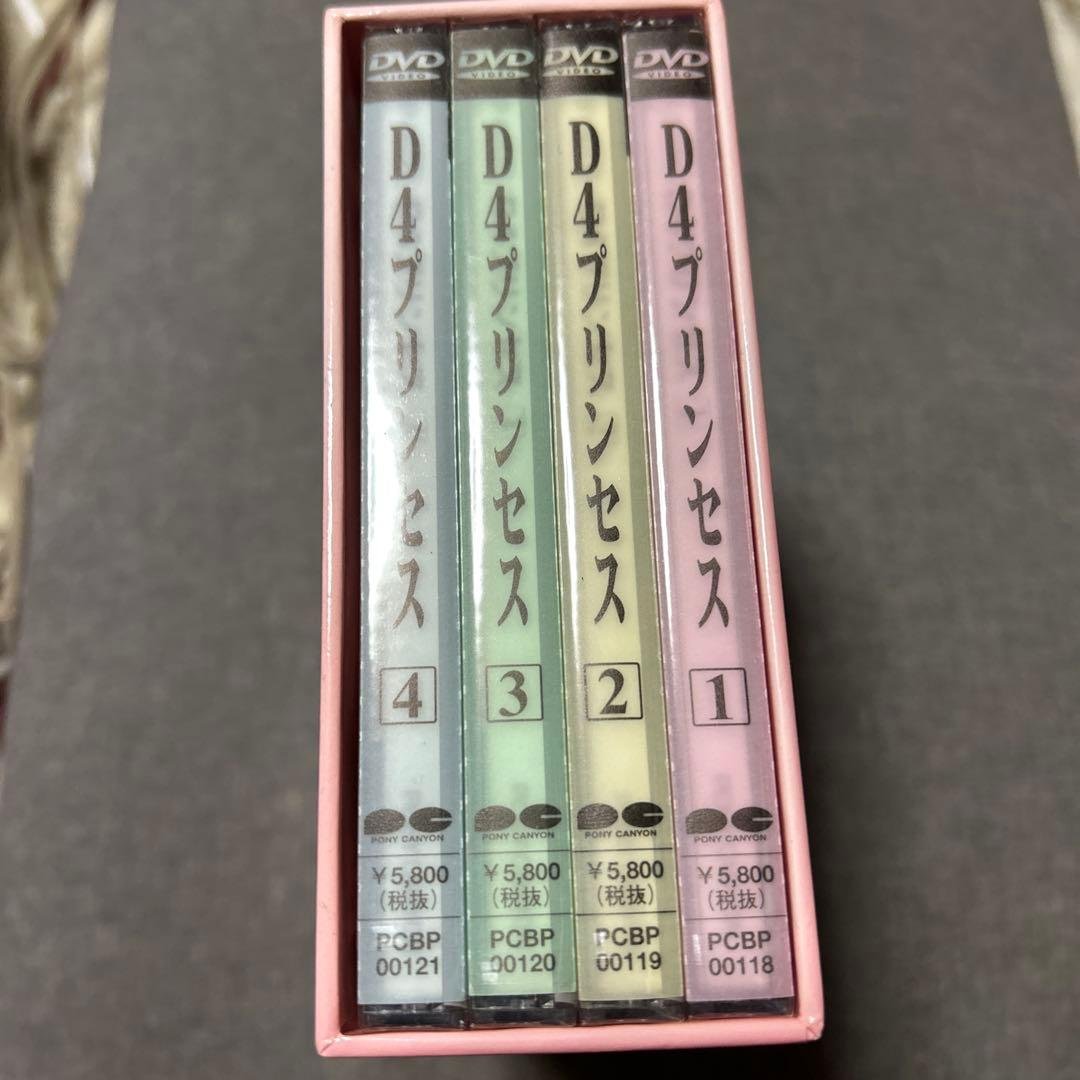 DVD
VIDEO
D4プリンセス
4
PONY CANYON
￥5,800
(税抜)
PCBP
00121
DVD
VIDEO
D4プリンセス
3
PONY CANYON
￥5,800
(税抜)
PCBP
00120
DVD
VIDEO
D4プリンセス
2
PONY CANYON
￥5,800
(税抜)
PCBP
00119
DVD
VIDEO
D4プリンセス
1
PONY CANYON
￥5,800
(税抜)
PCBP
00118